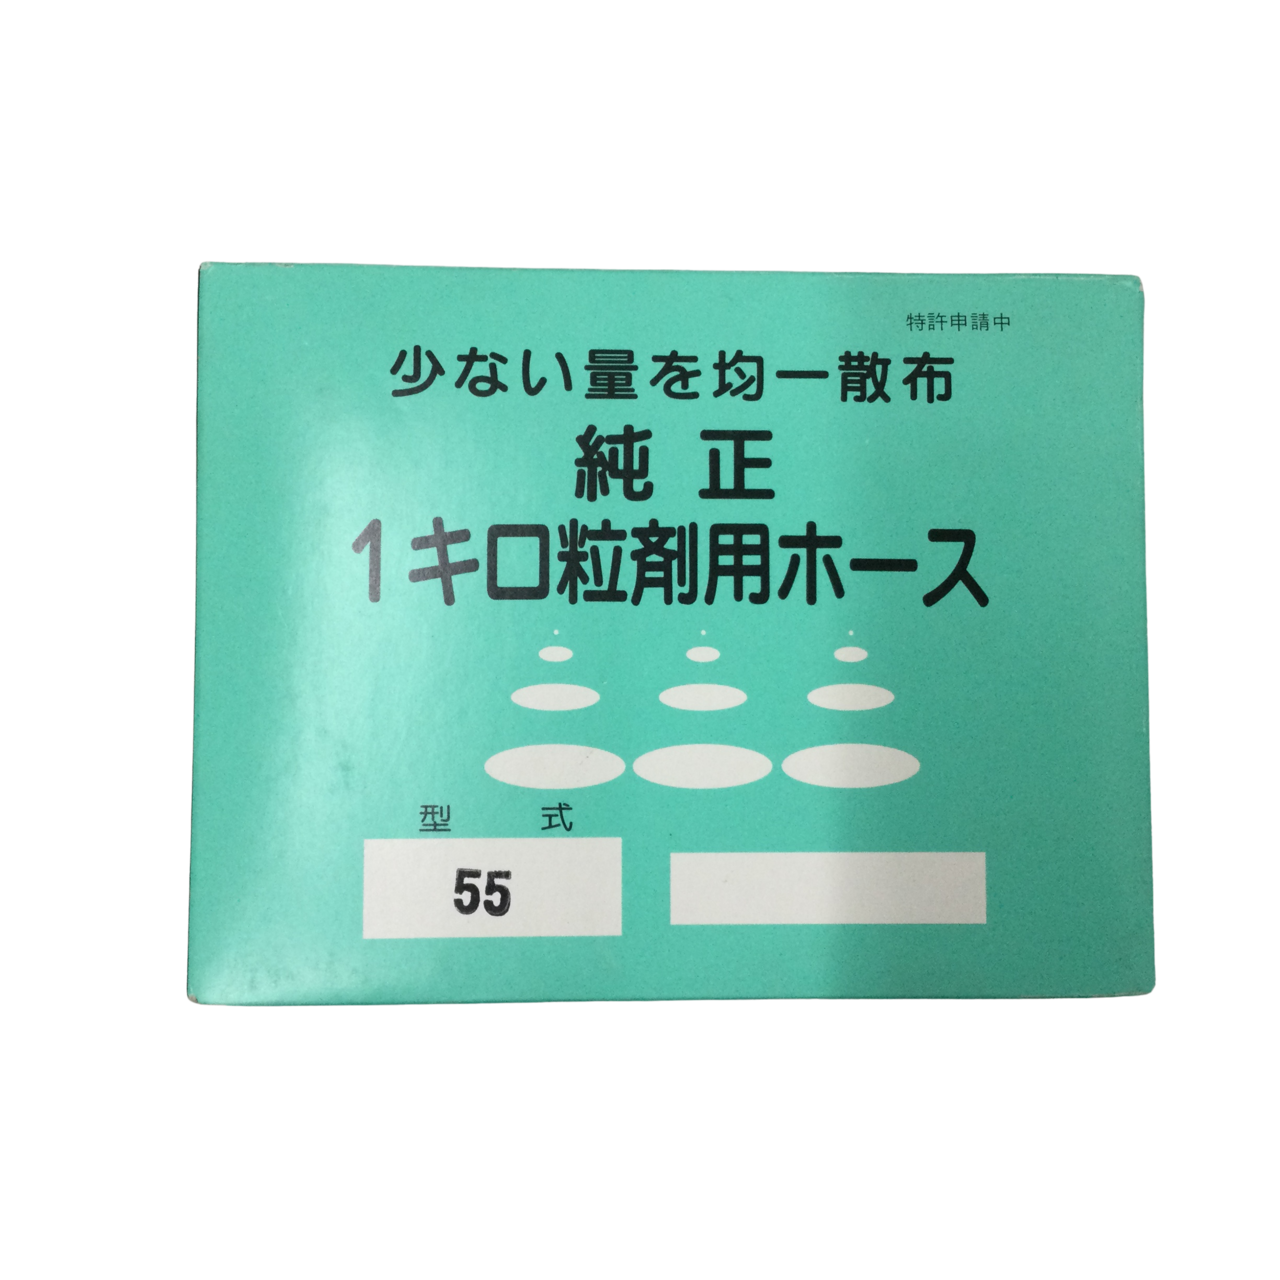 特許申請中
少ない量を均一散布
純正
1キロ粒剤用ホース
型式
55